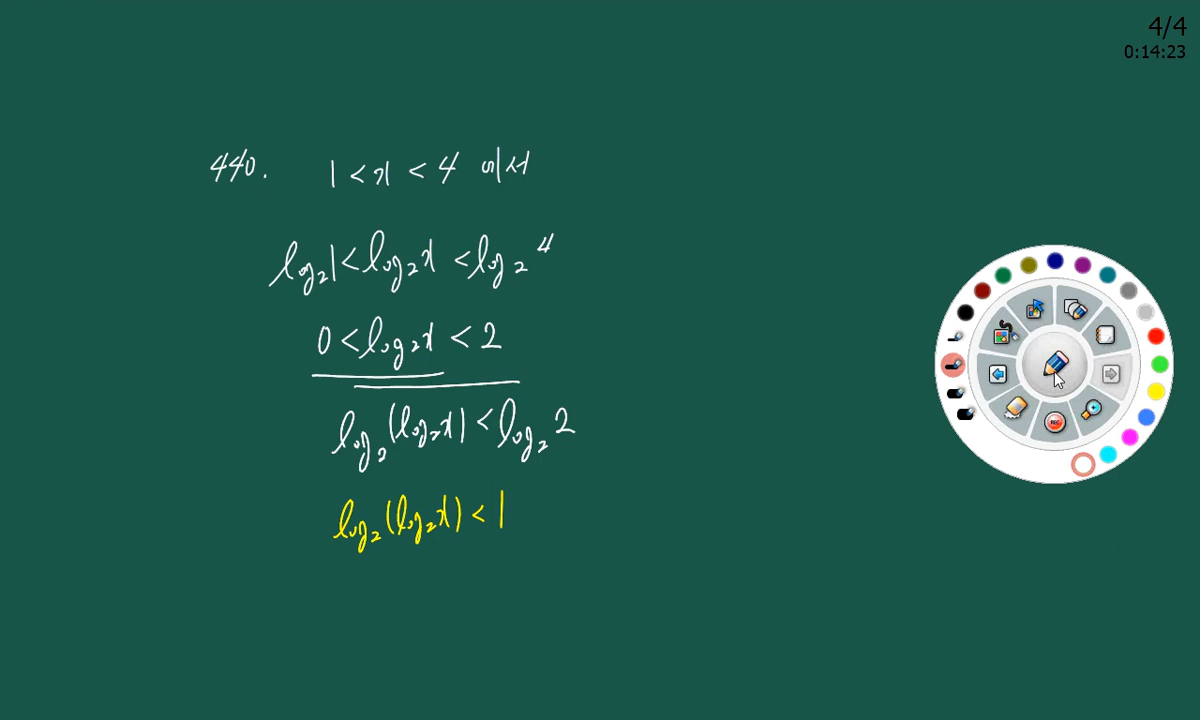 4/4
0:14:23
440. 1 < x < 4 에서
log₂1 < log₂x < log₂4
0 < log₂x < 2
log₂(log₂x) < log₂2
log₂(log₂x) < 1
REC